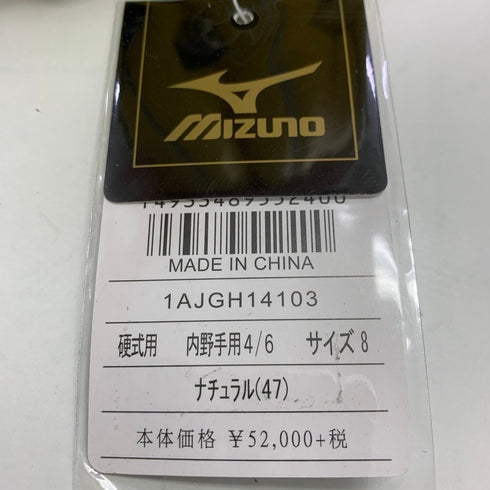 MIZUNO
MADE IN CHINA
1AJGH14103
硬式用 内野手用4/6 サイズ8
ナチュラル(47)
本体価格 ¥52,000+税